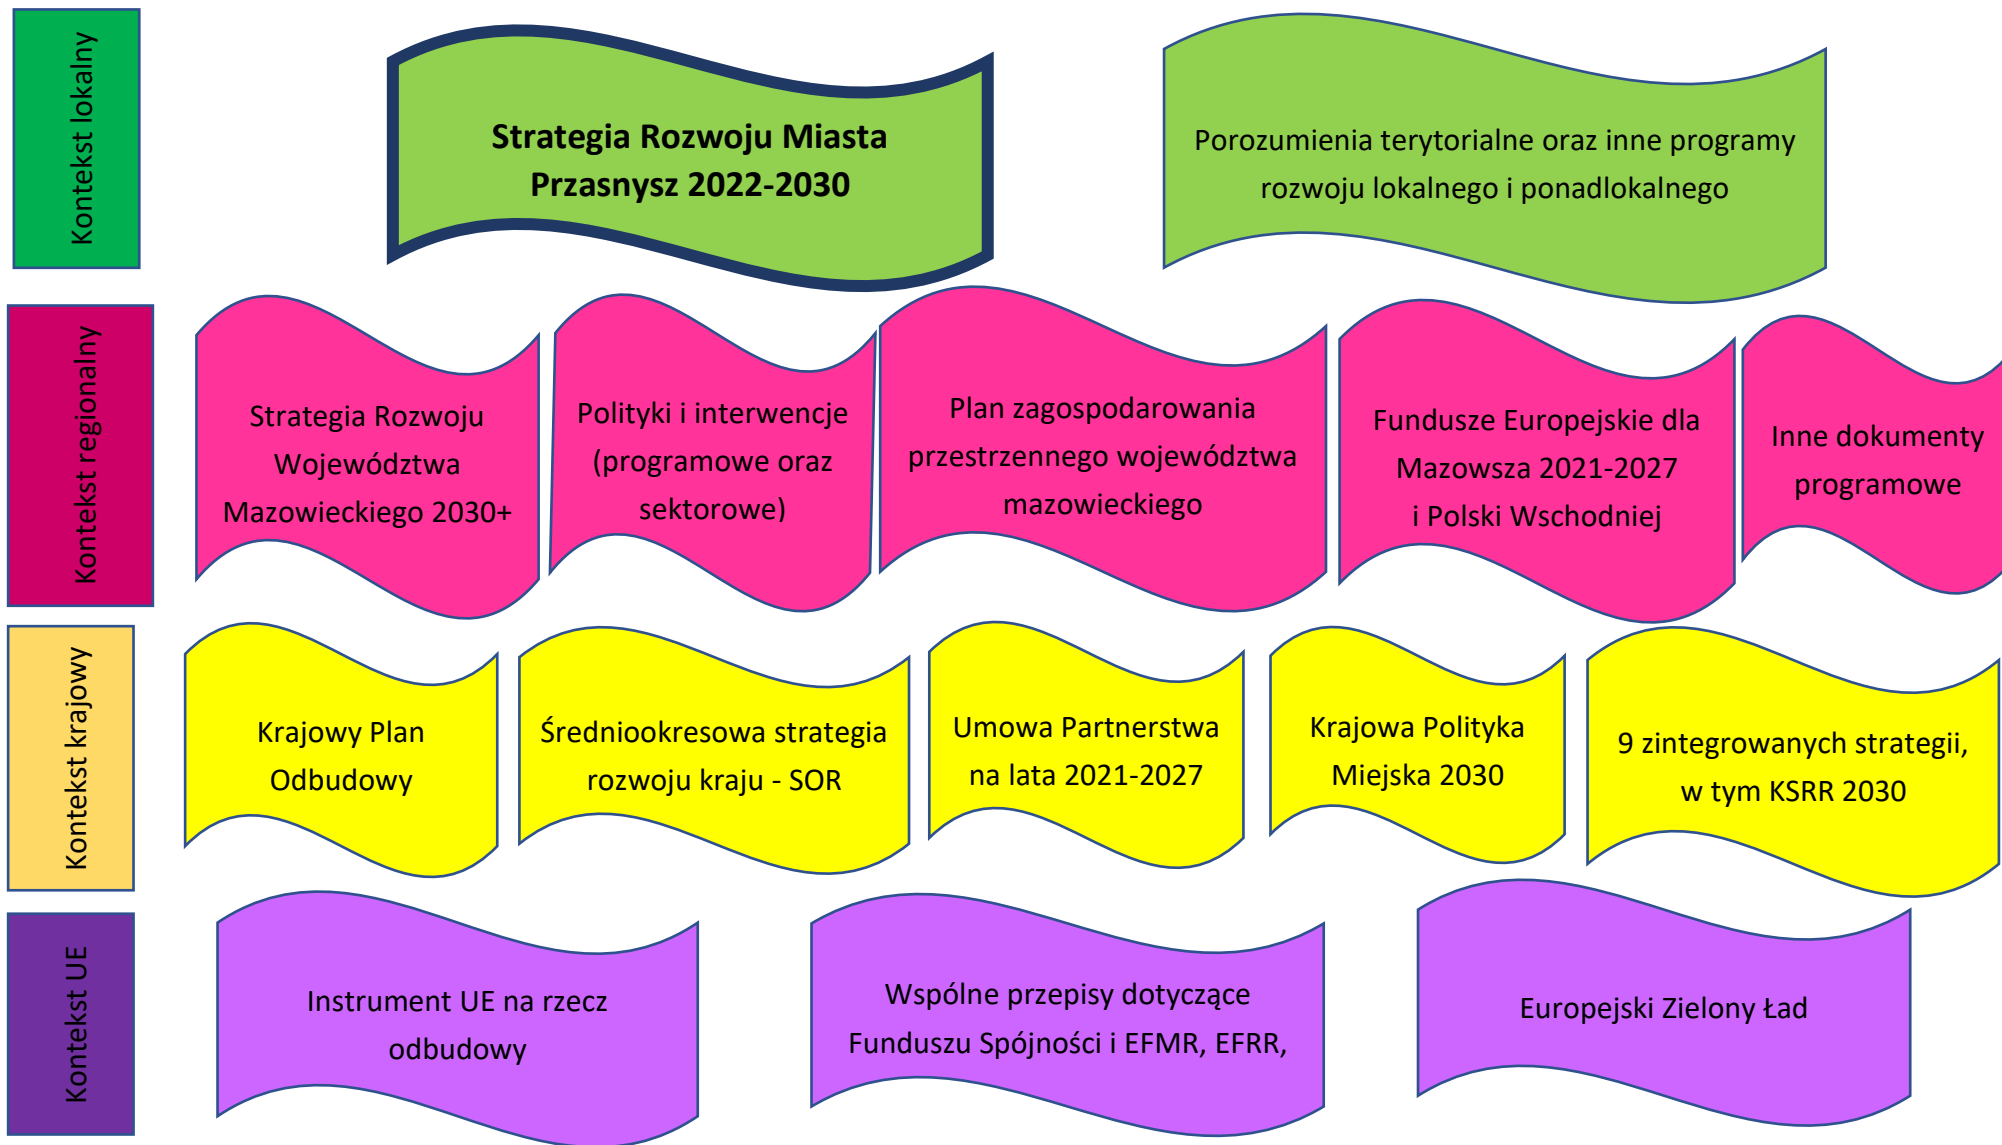 Kontekst lokalny
Strategia Rozwoju Miasta
Przasnysz 2022-2030
Porozumienia terytorialne oraz inne programy
rozwoju lokalnego i ponadlokalnego
Kontekst regionalny
Strategia Rozwoju
Województwa
Mazowieckiego 2030+
Polityki i interwencje
(programowe oraz
sektorowe)
Plan zagospodarowania
przestrzennego województwa
mazowieckiego
Fundusze Europejskie dla
Mazowsza 2021-2027
i Polski Wschodniej
Inne dokumenty
programowe
Kontekst krajowy
Krajowy Plan
Odbudowy
Średniookresowa strategia
rozwoju kraju - SOR
Umowa Partnerstwa
na lata 2021-2027
Krajowa Polityka
Miejska 2030
9 zintegrowanych strategii,
w tym KSRR 2030
Kontekst UE
Instrument UE na rzecz
odbudowy
Wspólne przepisy dotyczące
Funduszu Spójności i EFMR, EFRR,
Europejski Zielony Ład